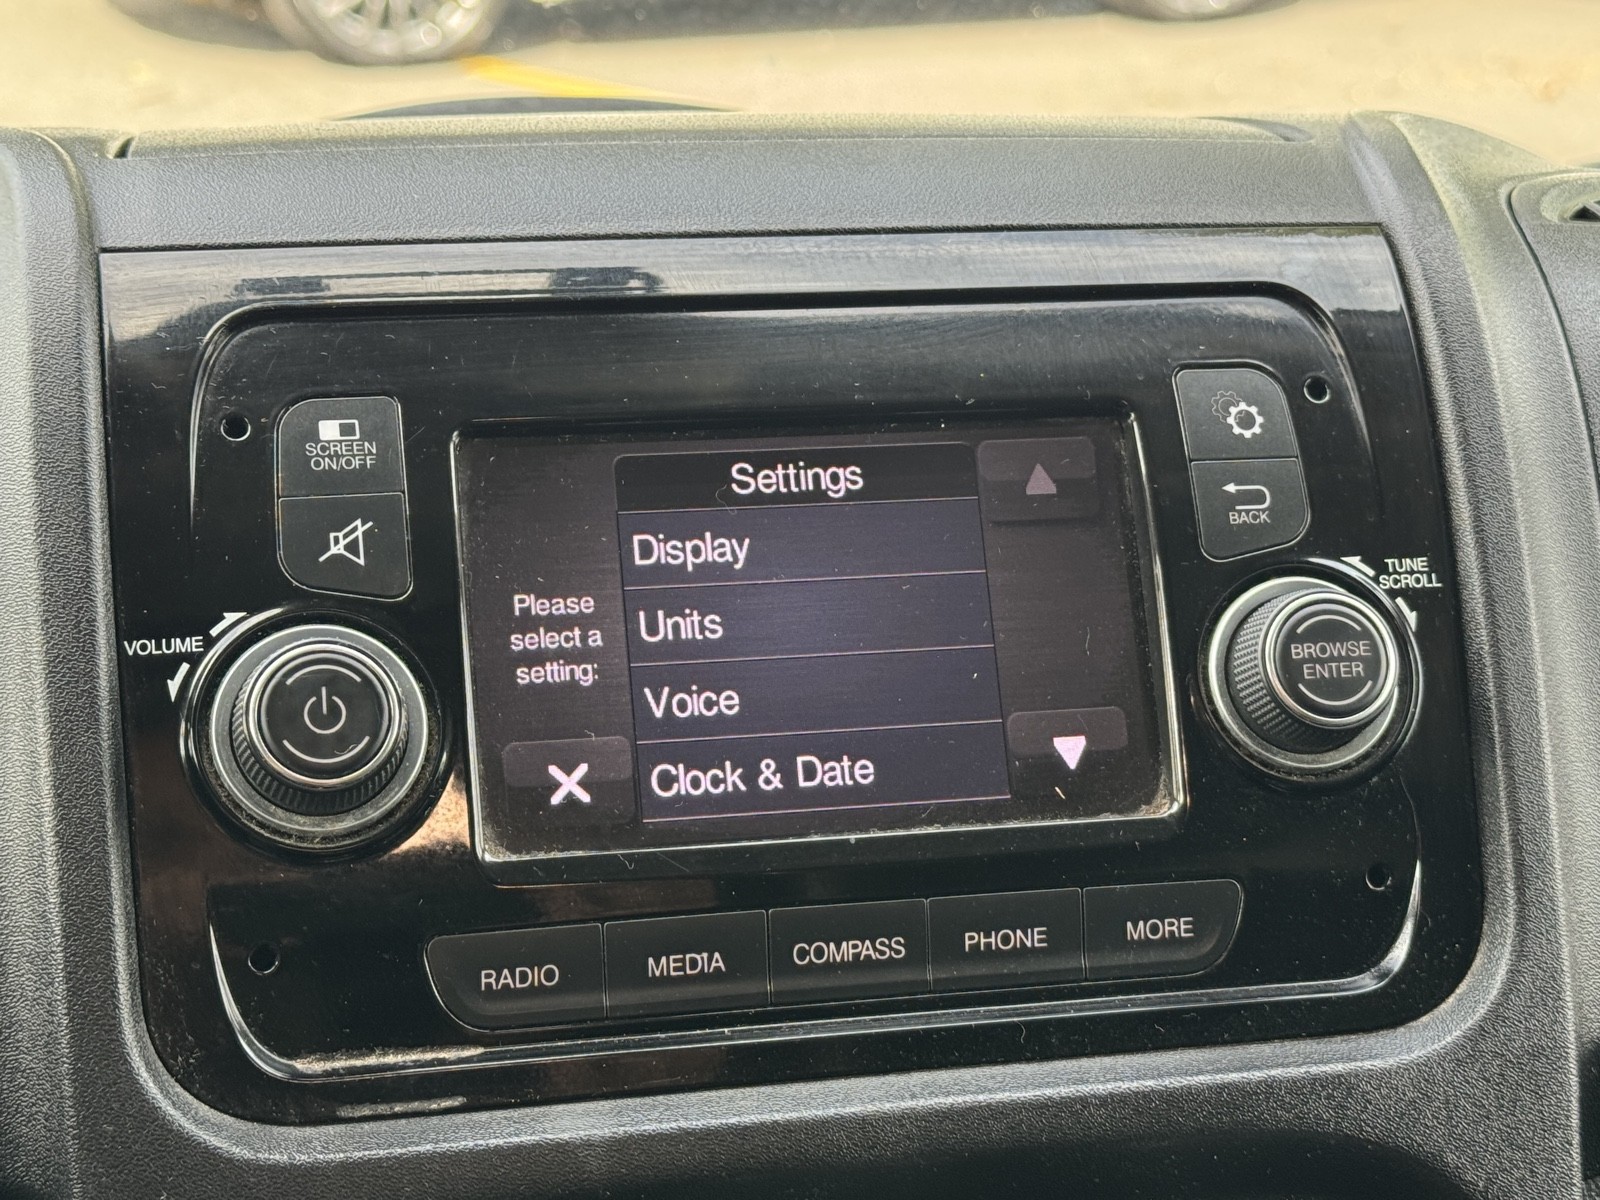 SCREEN
ON/OFF
VOLUME
Settings
Display
Units
Voice
Clock & Date
Please
select a
setting:
BACK
TUNE
SCROLL
BROWSE
ENTER
RADIO
MEDIA
COMPASS
PHONE
MORE